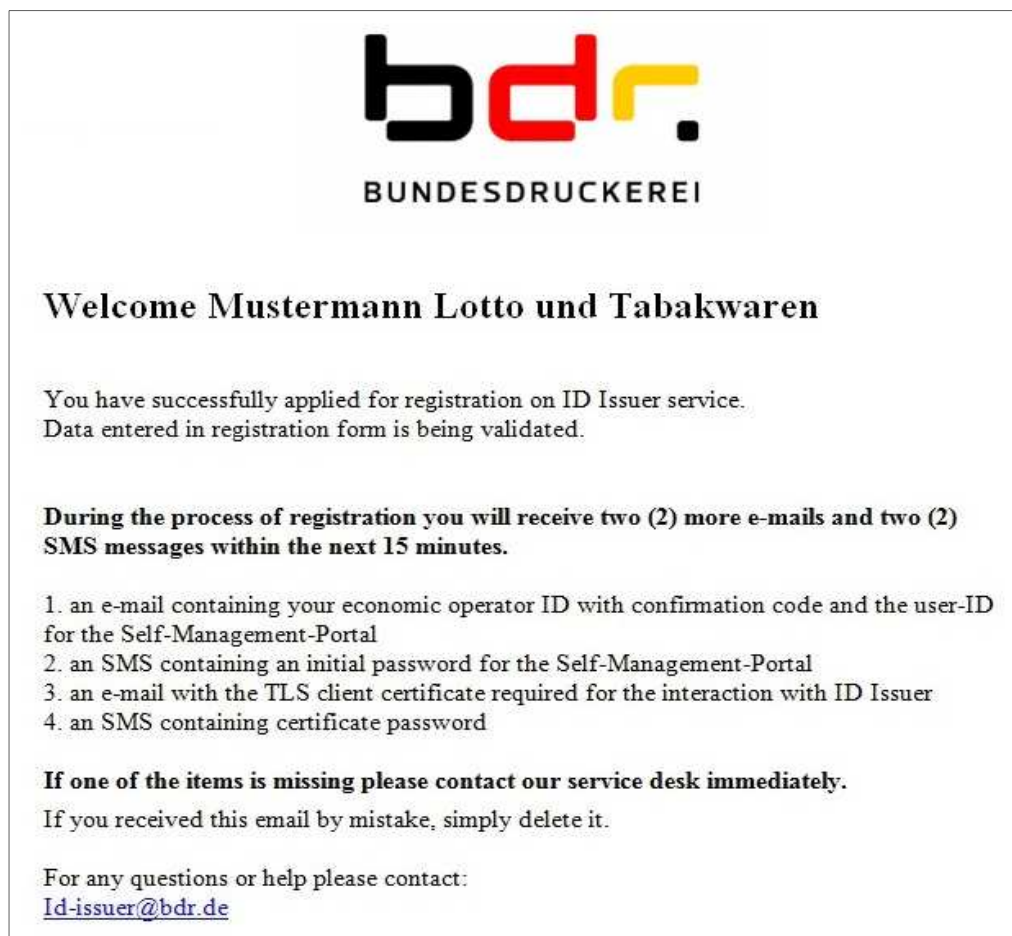 bdr.
BUNDESDRUCKEREI
Welcome Mustermann Lotto und Tabakwaren
You have successfully applied for registration on ID Issuer service.
Data entered in registration form is being validated.
During the process of registration you will receive two (2) more e-mails and two (2)
SMS messages within the next 15 minutes.
1. an e-mail containing your economic operator ID with confirmation code and the user-ID
for the Self-Management-Portal
2. an SMS containing an initial password for the Self-Management-Portal
3. an e-mail with the TLS client certificate required for the interaction with ID Issuer
4. an SMS containing certificate password
If one of the items is missing please contact our service desk immediately.
If you received this email by mistake, simply delete it.
For any questions or help please contact:
Id-issuer@bdr.de